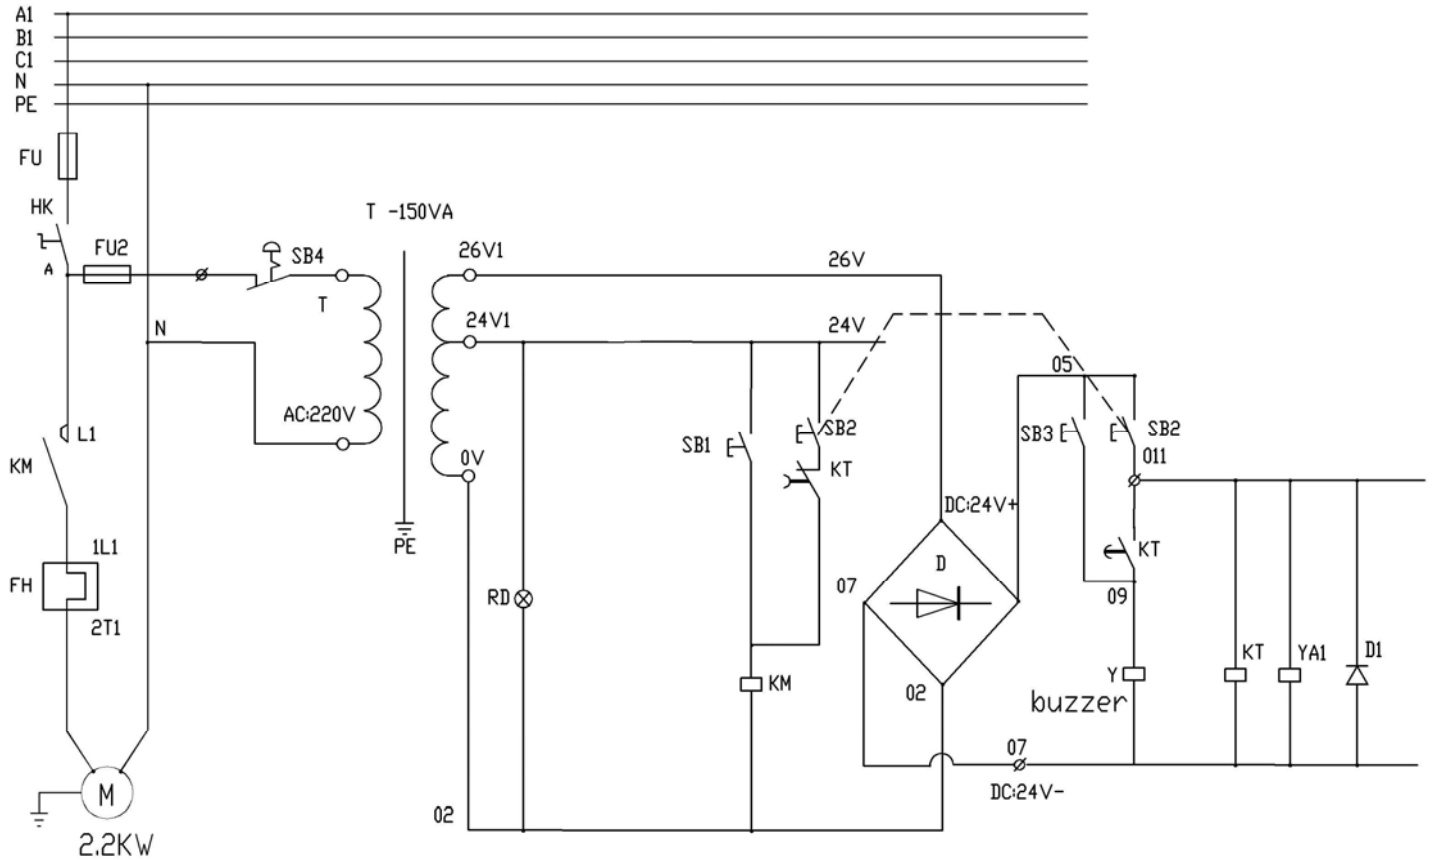 A1
B1
C1
N
PE
FU
HK
T -150VA
FU2
SB4
26V1
26V
A
T
N
24V1
24V
05
AC:220V
L1
SB1
SB2
SB3
SB2
KM
0V
KT
011
DC:24V+
PE
1L1
D
KT
FH
07
RD
09
2T1
KT
YA1
D1
Y
KM
02
buzzer
07
M
DC:24V-
02
2.2KW